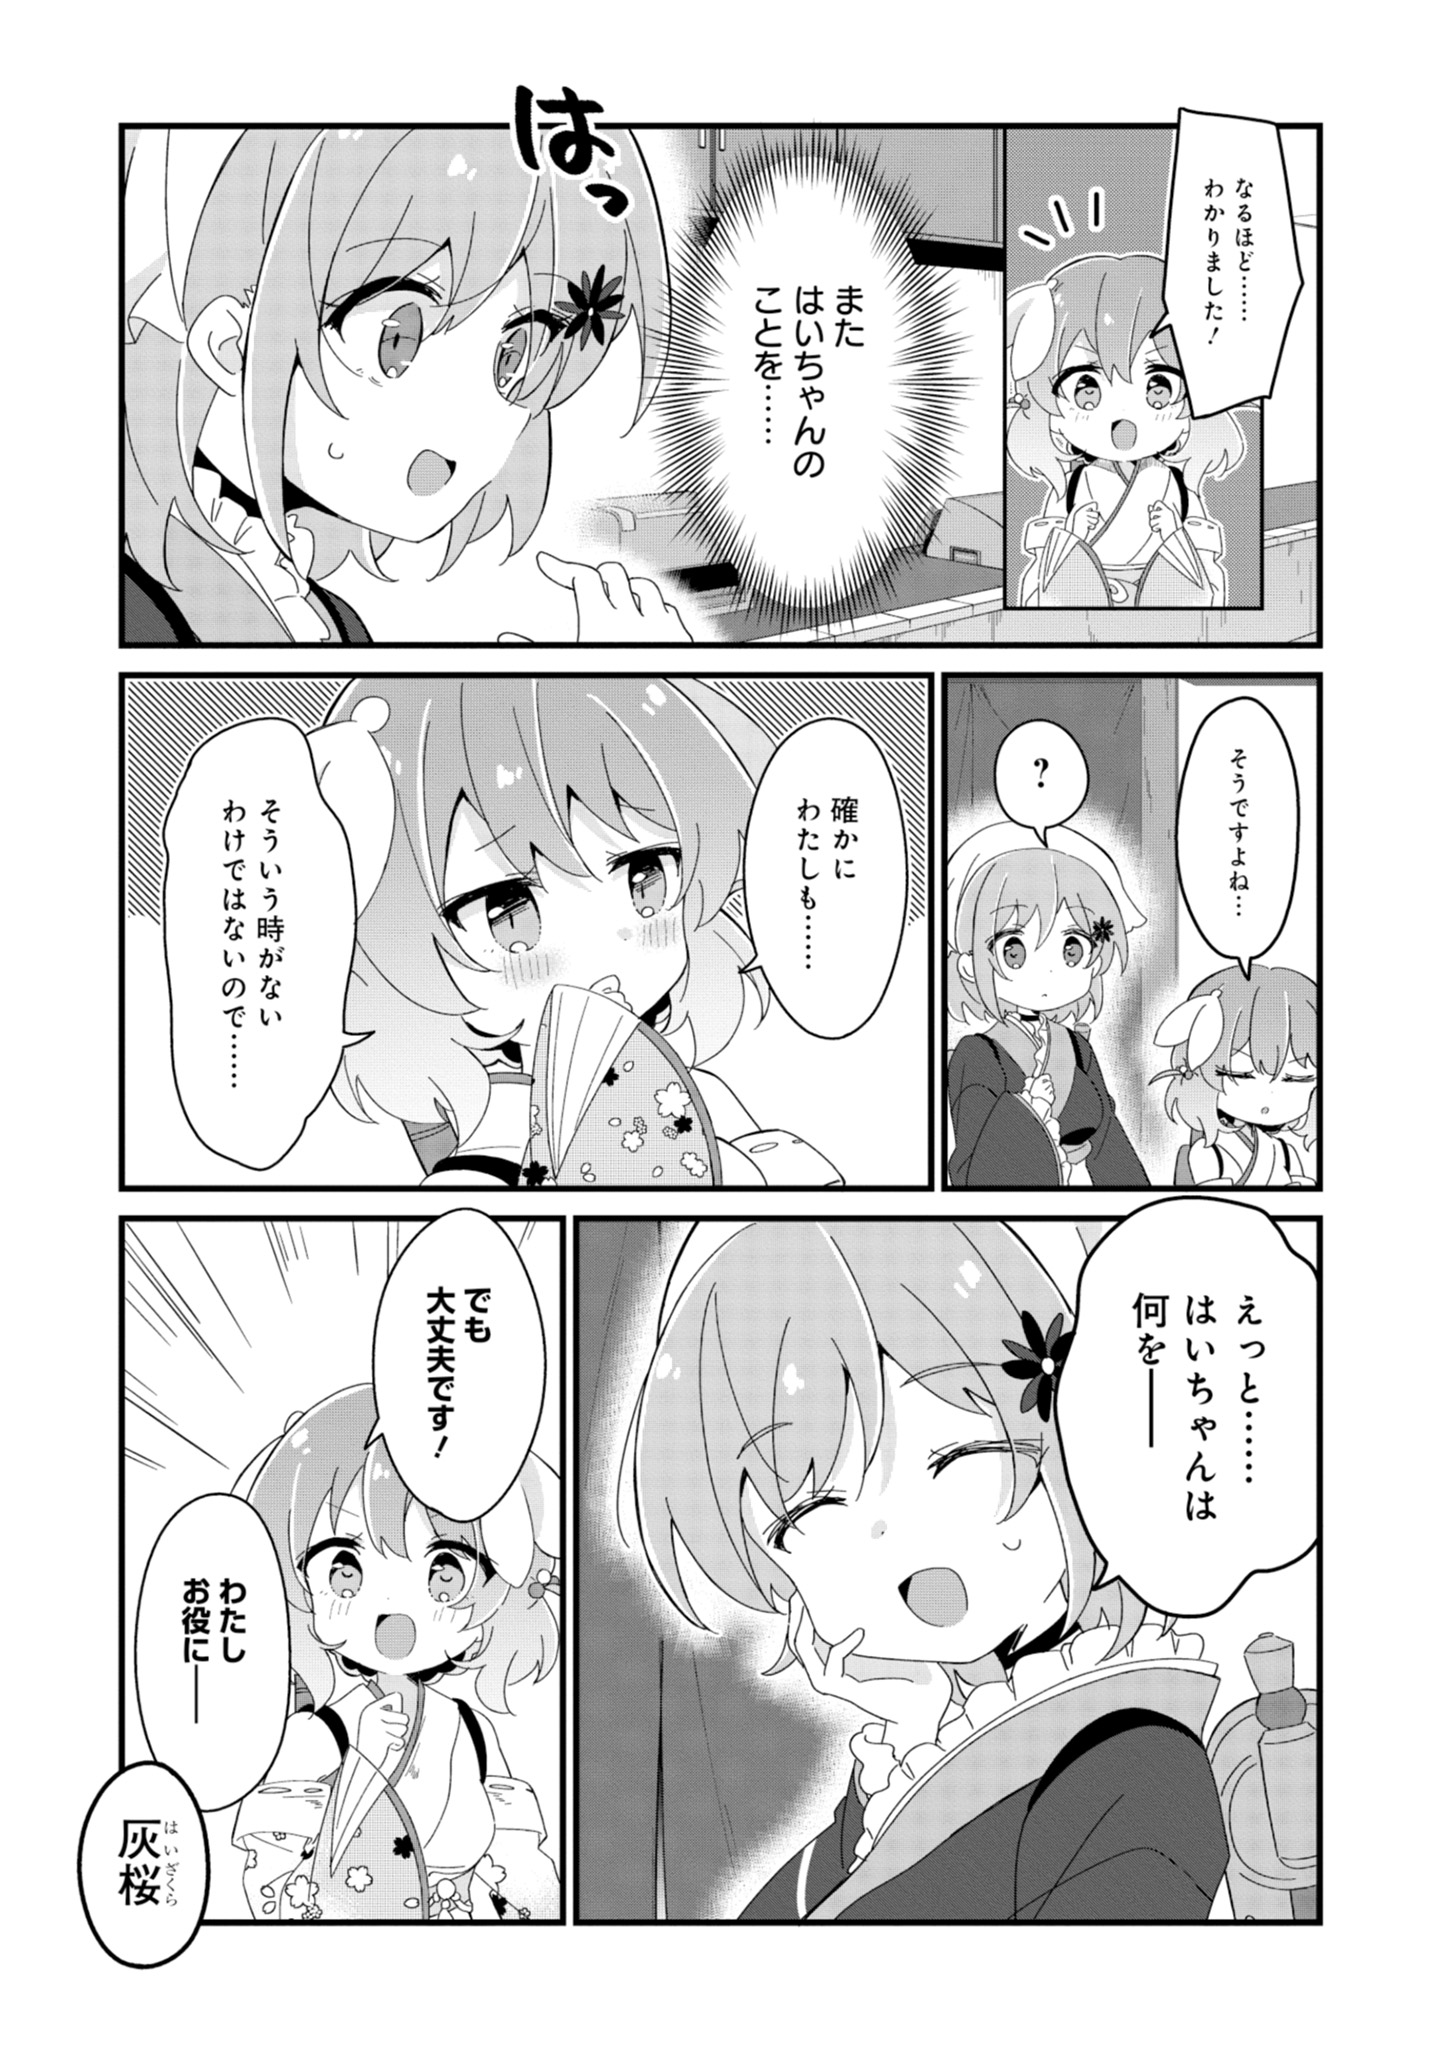 なるほど……
わかりました！
また
はいちゃんの
ことを……
はっ
そうですよね…
？
確かに
わたしも……
そういう時がない
わけではないので……
えっと……
はいちゃんは
何を――
でも
大丈夫です！
わたし
お役に――
灰桜
はいざくら